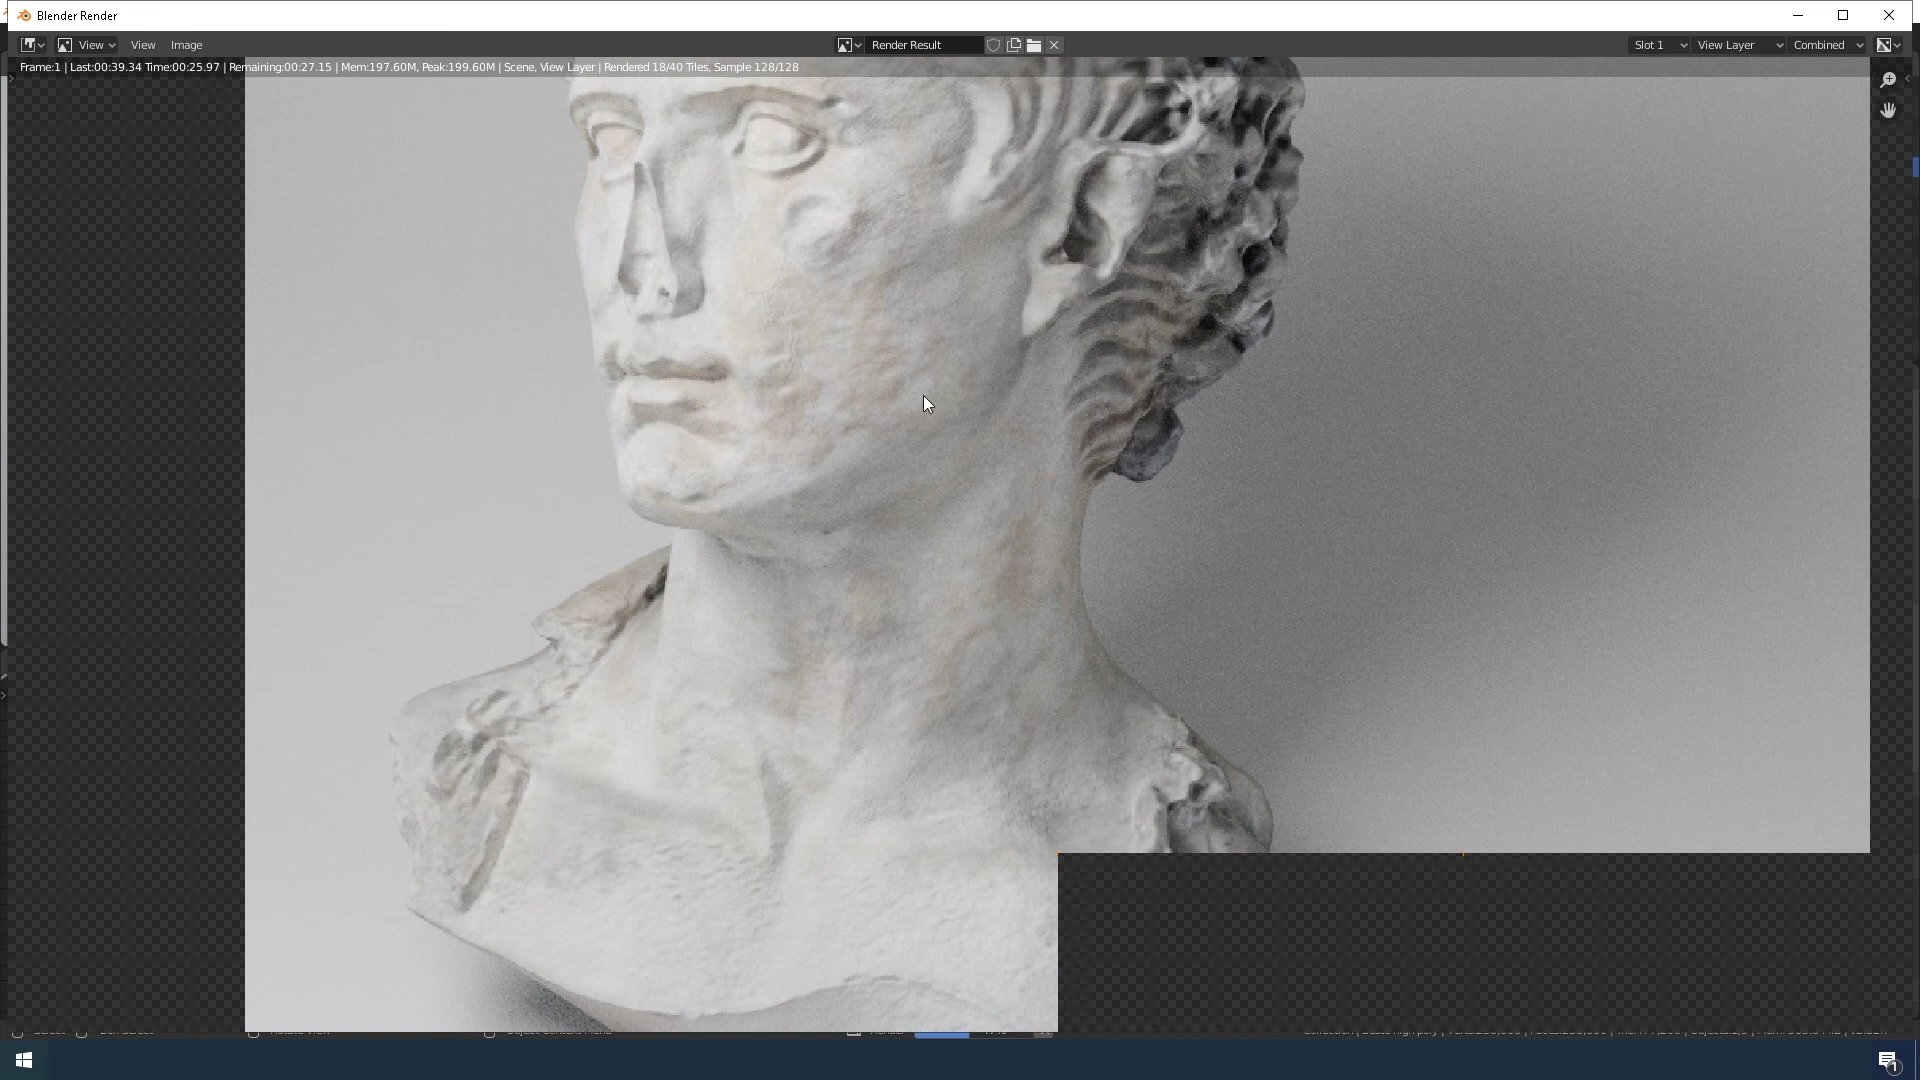 Blender Render
View View Image Render Result Slot 1 View Layer Combined
Frame:1 | Last:00:39.34 Time:00:25.97 | Remaining:00:27.15 | Mem:197.60M, Peak:199.60M | Scene, View Layer | Rendered 18/40 Tiles, Sample 128/128
1